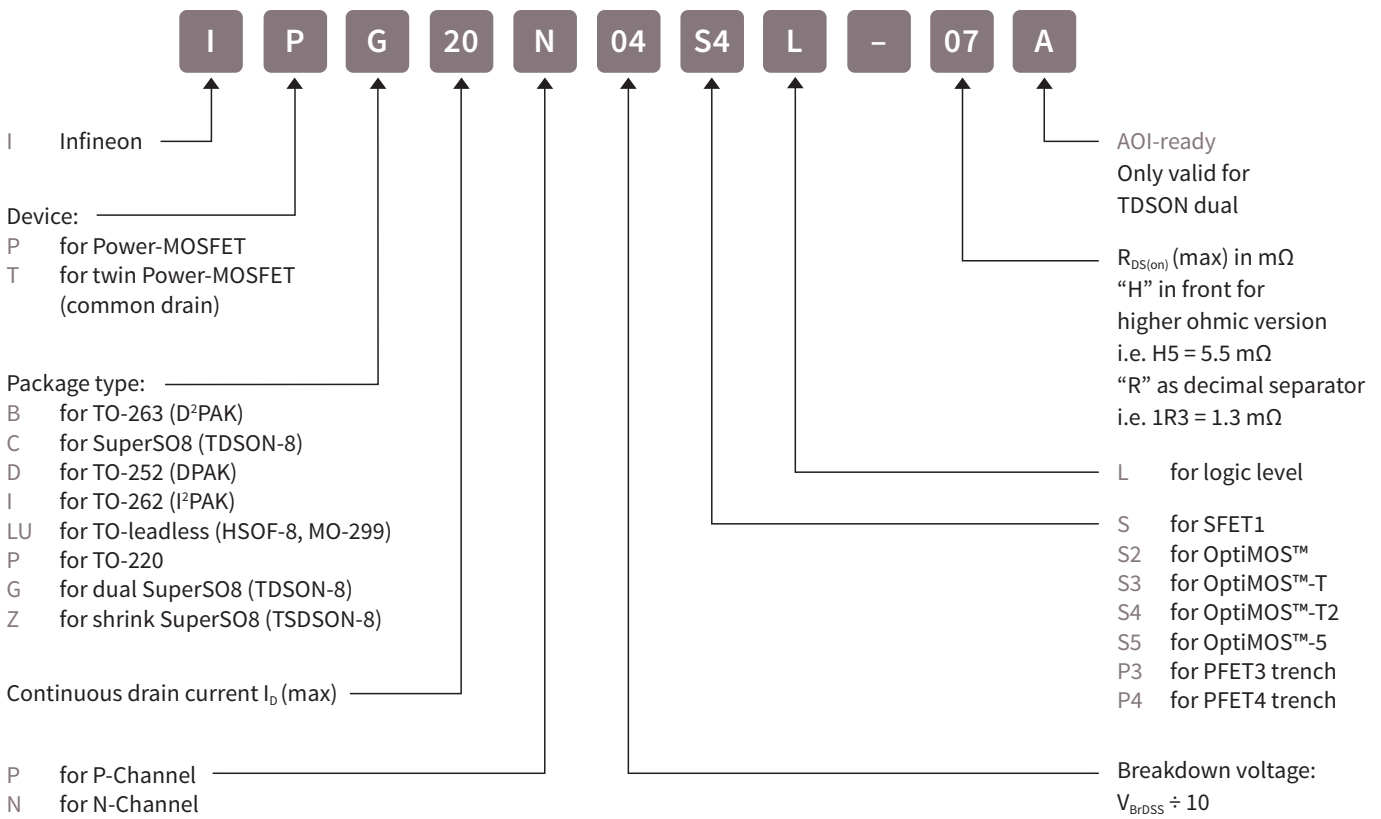 I P G 20 N 04 S4 L – 07 A
I Infineon
Device:
P for Power-MOSFET
T for twin Power-MOSFET
(common drain)
Package type:
B for TO-263 (D²PAK)
C for SuperSO8 (TDSON-8)
D for TO-252 (DPAK)
I for TO-262 (I²PAK)
LU for TO-leadless (HSOF-8, MO-299)
P for TO-220
G for dual SuperSO8 (TDSON-8)
Z for shrink SuperSO8 (TSDSON-8)
Continuous drain current I_D (max)
P for P-Channel
N for N-Channel
AOI-ready
Only valid for
TDSON dual
R_DS(on) (max) in mΩ
“H” in front for
higher ohmic version
i.e. H5 = 5.5 mΩ
“R” as decimal separator
i.e. 1R3 = 1.3 mΩ
L for logic level
S for SFET1
S2 for OptiMOS™
S3 for OptiMOS™-T
S4 for OptiMOS™-T2
S5 for OptiMOS™-5
P3 for PFET3 trench
P4 for PFET4 trench
Breakdown voltage:
V_BrDSS ÷ 10